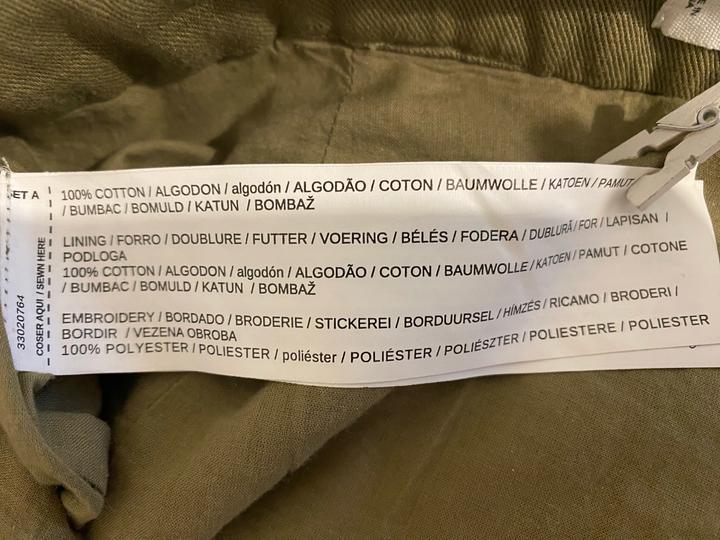 100% COTTON / ALGODON / algodón / ALGODÃO / COTON / BAUMWOLLE / KATOEN / PAMUT
/ BUMBAC / BOMULD / KATUN / BOMBAŽ
LINING / FORRO / DOUBLURE / FUTTER / VOERING / BÉLÉS / FODERA / DUBLURĂ / FOR / LAPISAN /
PODLOGA
100% COTTON / ALGODON / algodón / ALGODÃO / COTON / BAUMWOLLE / KATOEN / PAMUT / COTONE
/ BUMBAC / BOMULD / KATUN / BOMBAŽ
EMBROIDERY / BORDADO / BRODERIE / STICKEREI / BORDUURSEL / HÍMZÉS / RICAMO / BRODERI /
BORDIR / VEZENA OBROBA
100% POLYESTER / POLIESTER / poliéster / POLIÉSTER / POLIÉSZTER / POLIESTERE / POLIESTER
33020764
COSER AQUI / SEWN HERE